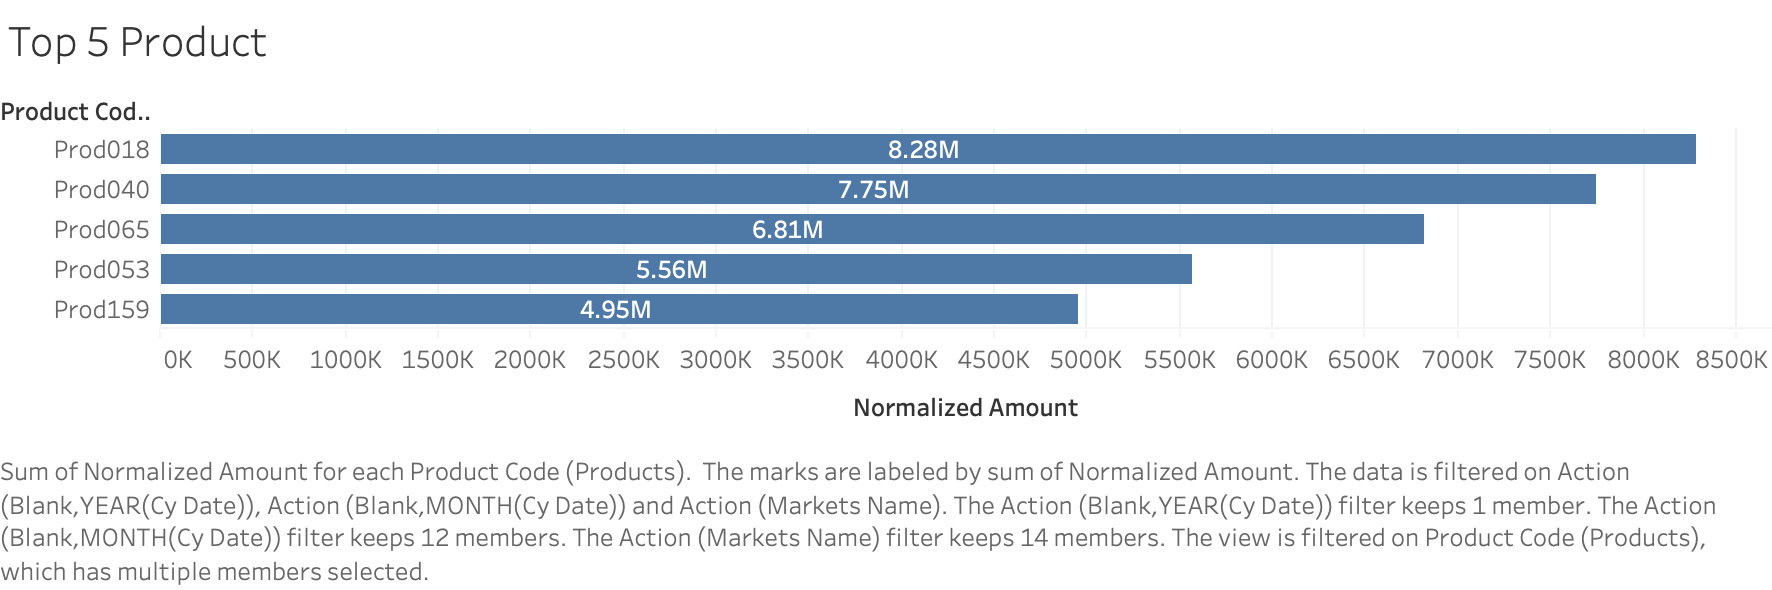 Top 5 Product
Product Cod..
Prod018 8.28M
Prod040 7.75M
Prod065 6.81M
Prod053 5.56M
Prod159 4.95M
0K 500K 1000K 1500K 2000K 2500K 3000K 3500K 4000K 4500K 5000K 5500K 6000K 6500K 7000K 7500K 8000K 8500K
Normalized Amount
Sum of Normalized Amount for each Product Code (Products).  The marks are labeled by sum of Normalized Amount. The data is filtered on Action
(Blank,YEAR(Cy Date)), Action (Blank,MONTH(Cy Date)) and Action (Markets Name). The Action (Blank,YEAR(Cy Date)) filter keeps 1 member. The Action
(Blank,MONTH(Cy Date)) filter keeps 12 members. The Action (Markets Name) filter keeps 14 members. The view is filtered on Product Code (Products),
which has multiple members selected.